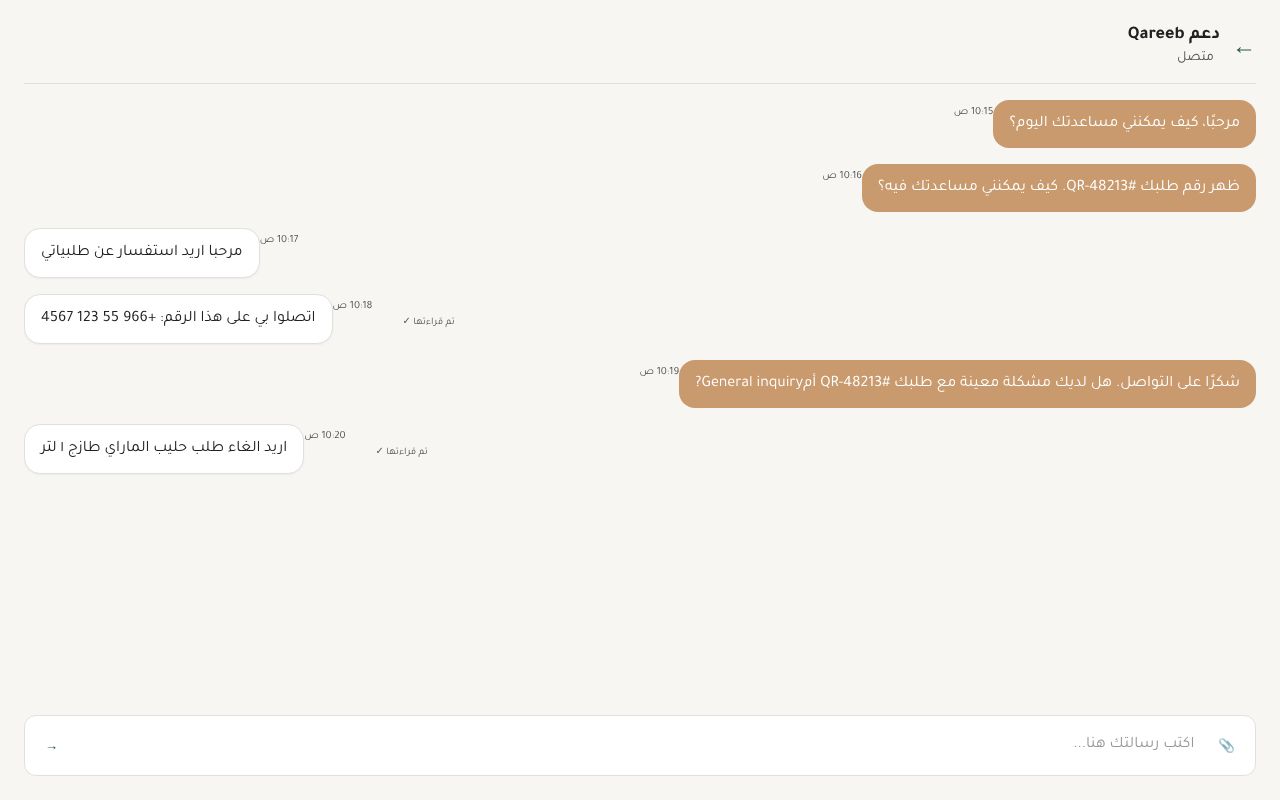 دعم Qareeb
متصل
مرحبًا، كيف يمكنني مساعدتك اليوم؟
10:15 ص
ظهر رقم طلبك #QR-48213. كيف يمكنني مساعدتك فيه؟
10:16 ص
مرحبا اريد استفسار عن طلبياتي
10:17 ص
اتصلوا بي على هذا الرقم: +966 55 123 4567
10:18 ص
تم قراءتها ✓
شكرًا على التواصل. هل لديك مشكلة معينة مع طلبك #QR-48213 أمGeneral inquiry?
10:19 ص
اريد الغاء طلب حليب الماراي طازج ١ لتر
10:20 ص
تم قراءتها ✓
اكتب رسالتك هنا...